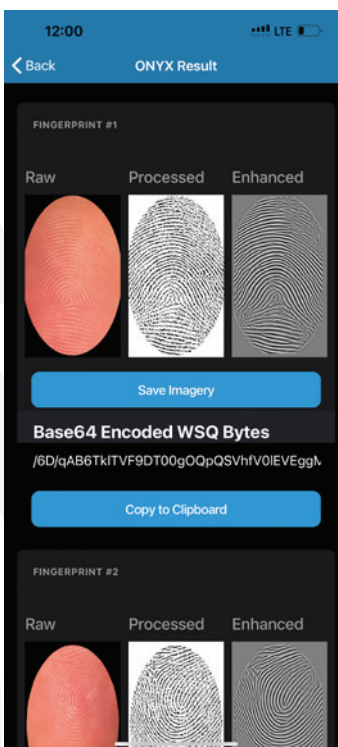 12:00 LTE
Back ONYX Result
FINGERPRINT #1
Raw Processed Enhanced
Save Imagery
Base64 Encoded WSQ Bytes
/6D/qAB6TklTVF9DT00gOQpQSVhfV0lEVEggM
Copy to Clipboard
FINGERPRINT #2
Raw Processed Enhanced